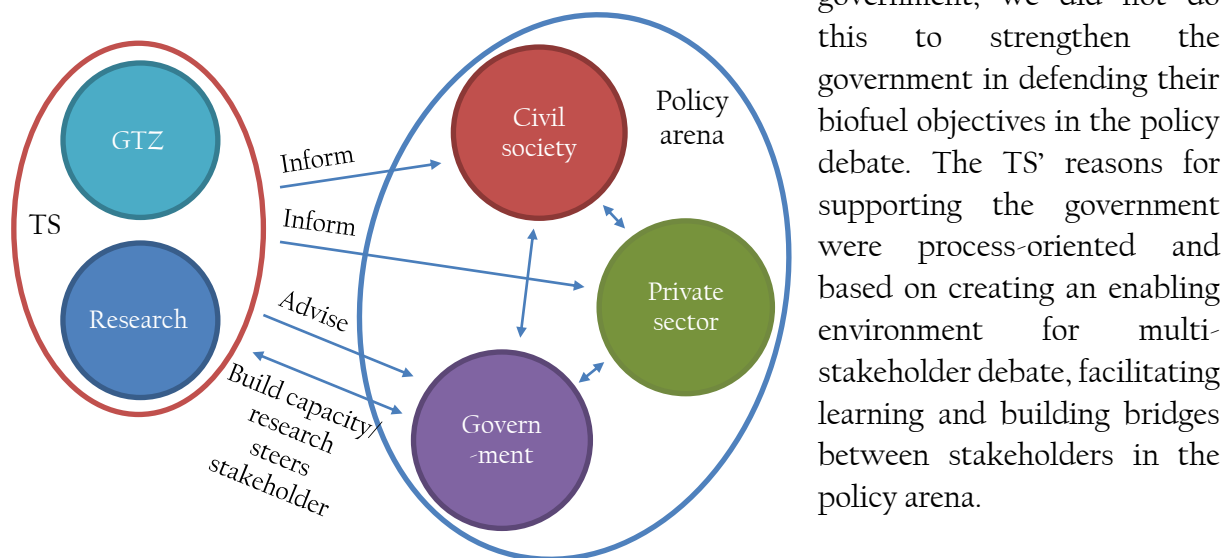 GTZ
TS
Research
Inform
Inform
Advise
Build capacity/
research
steers
stakeholder
Policy
arena
Civil
society
Private
sector
Govern
-ment
government, we did not do
this to strengthen the
government in defending their
biofuel objectives in the policy
debate. The TS’ reasons for
supporting the government
were process-oriented and
based on creating an enabling
environment for multi-
stakeholder debate, facilitating
learning and building bridges
between stakeholders in the
policy arena.